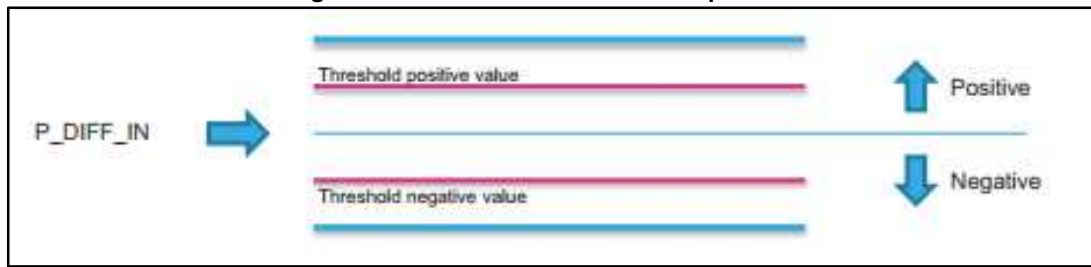 Threshold positive value
Positive
P_DIFF_IN
Negative
Threshold negative value